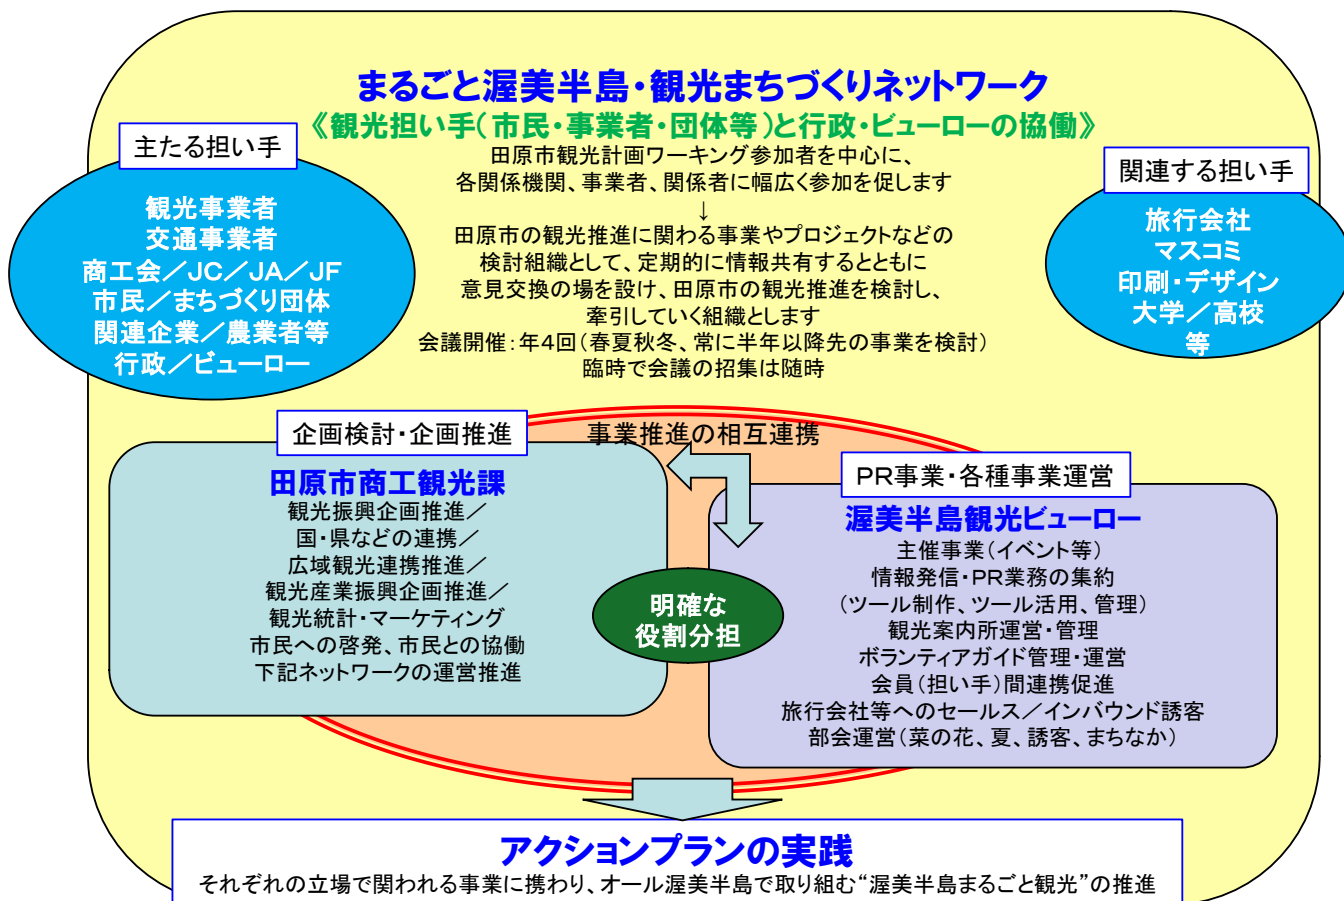 まるごと渥美半島・観光まちづくりネットワーク
《観光担い手(市民・事業者・団体等)と行政・ビューローの協働》
主たる担い手
観光事業者
交通事業者
商工会／ＪＣ／ＪＡ／ＪＦ
市民／まちづくり団体
関連企業／農業者等
行政／ビューロー
田原市観光計画ワーキング参加者を中心に、
各関係機関、事業者、関係者に幅広く参加を促します
↓
田原市の観光推進に関わる事業やプロジェクトなどの
検討組織として、定期的に情報共有するとともに
意見交換の場を設け、田原市の観光推進を検討し、
牽引していく組織とします
会議開催：年４回(春夏秋冬、常に半年以降先の事業を検討)
臨時で会議の招集は随時
関連する担い手
旅行会社
マスコミ
印刷・デザイン
大学／高校
等
企画検討・企画推進
事業推進の相互連携
田原市商工観光課
観光振興企画推進／
国・県などの連携／
広域観光連携推進／
観光産業振興企画推進／
観光統計・マーケティング
市民への啓発、市民との協働
下記ネットワークの運営推進
明確な
役割分担
ＰＲ事業・各種事業運営
渥美半島観光ビューロー
主催事業(イベント等)
情報発信・ＰＲ業務の集約
(ツール制作、ツール活用、管理)
観光案内所運営・管理
ボランティアガイド管理・運営
会員(担い手)間連携促進
旅行会社等へのセールス／インバウンド誘客
部会運営(菜の花、夏、誘客、まちなか)
アクションプランの実践
それぞれの立場で関われる事業に携わり、オール渥美半島で取り組む“渥美半島まるごと観光”の推進